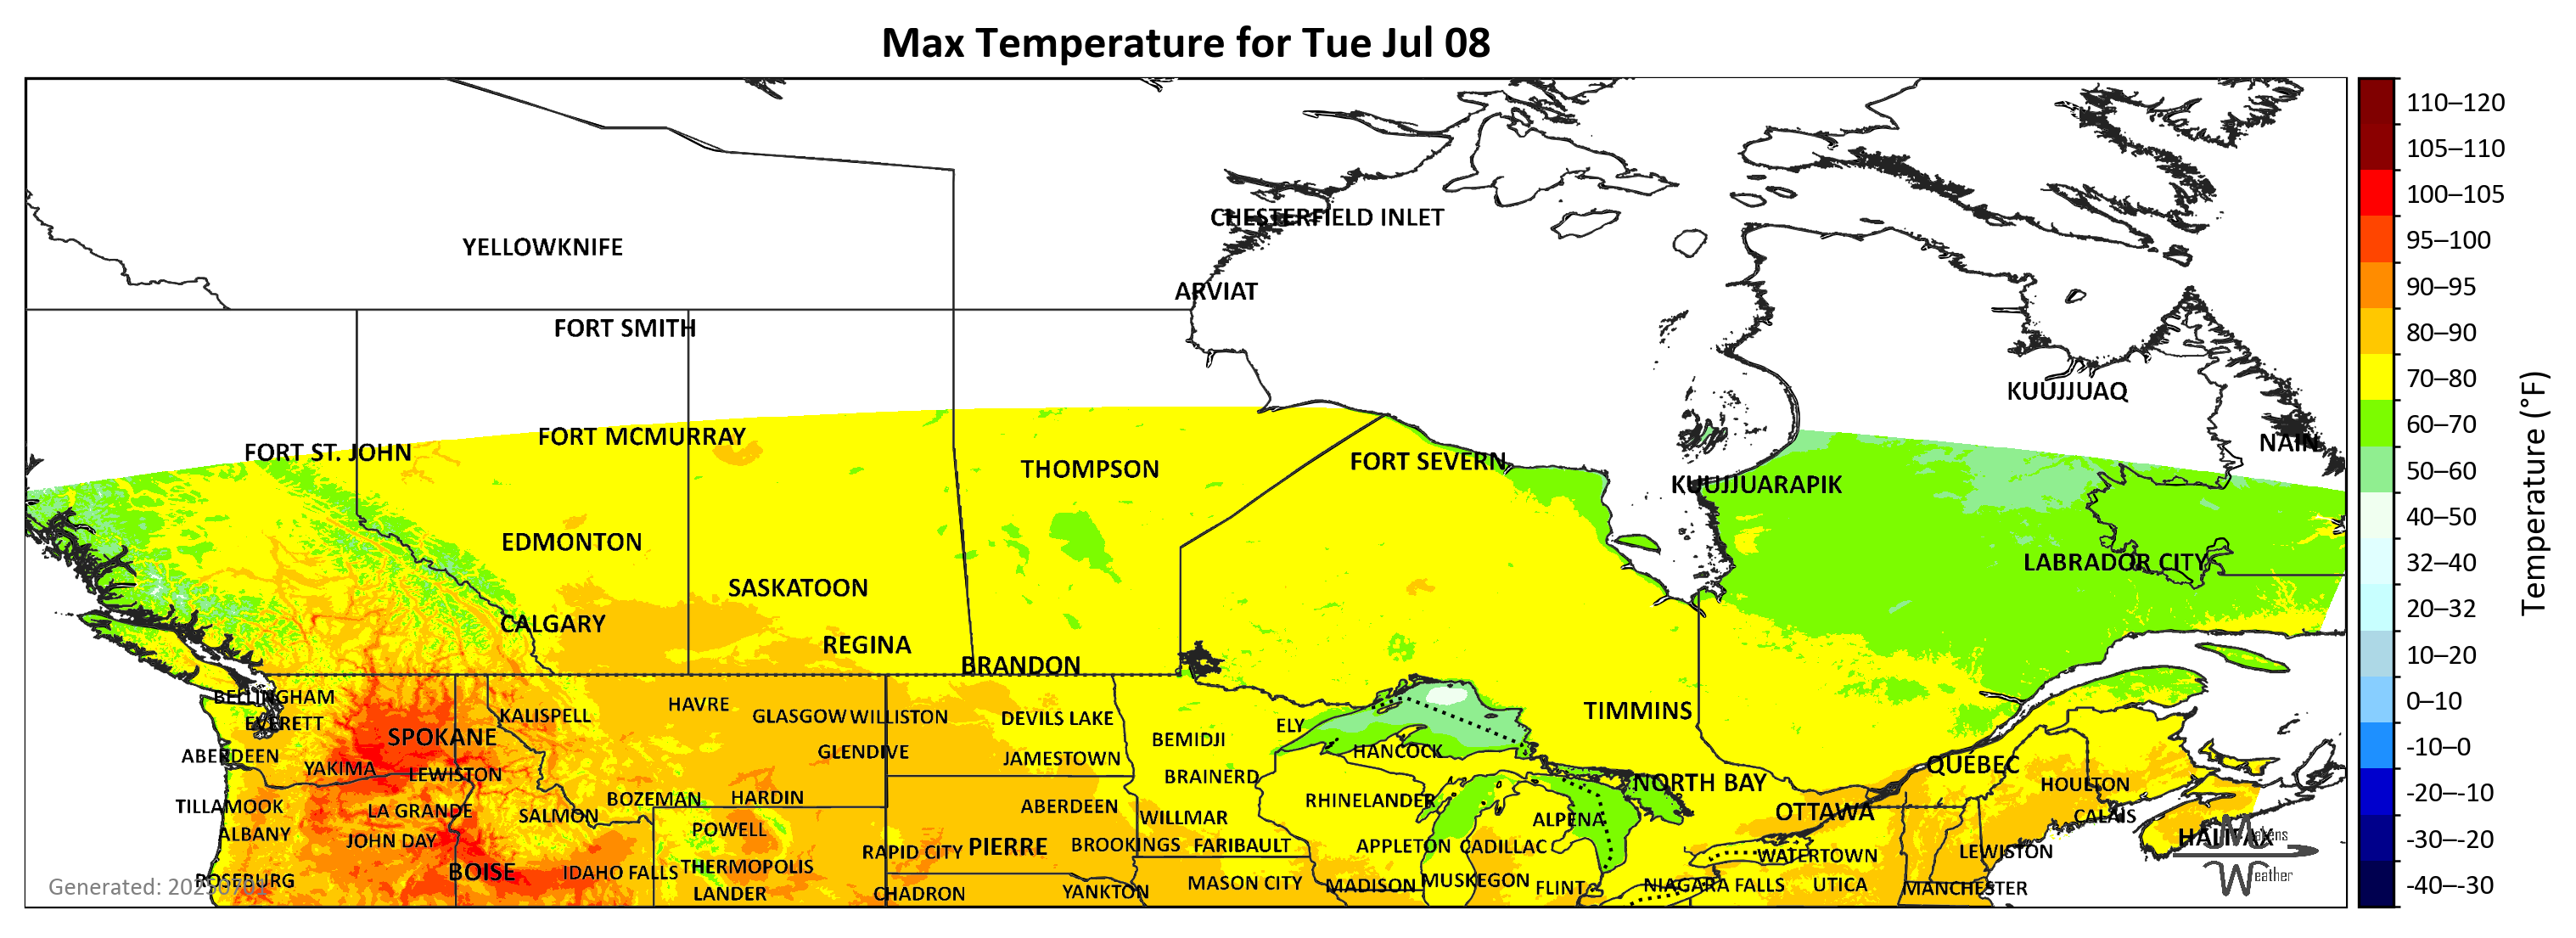 Max Temperature for Tue Jul 08
110–120
105–110
100–105
95–100
90–95
80–90
70–80
60–70
50–60
40–50
32–40
20–32
10–20
0–10
-10–0
-20–-10
-30–-20
-40–-30
Temperature (°F)
CHESTERFIELD INLET
YELLOWKNIFE
ARVIAT
FORT SMITH
KUUJJUAQ
FORT MCMURRAY
NAIN
FORT ST. JOHN
FORT SEVERN
THOMPSON
KUUJJUARAPIK
EDMONTON
LABRADOR CITY
SASKATOON
CALGARY
REGINA
BRANDON
BELLINGHAM
HAVRE
TIMMINS
KALISPELL
GLASGOW
WILLISTON
DEVILS LAKE
EVERETT
ELY
SPOKANE
BEMIDJI
HANCOCK
GLENDIVE
ABERDEEN
JAMESTOWN
QUÉBEC
YAKIMA
LEWISTON
BRAINERD
NORTH BAY
HOULTON
BOZEMAN
HARDIN
RHINELANDER
TILLAMOOK
LA GRANDE
SALMON
ABERDEEN
OTTAWA
WILLMAR
CALAIS
ALPENA
POWELL
ALBANY
JOHN DAY
HALIFAX
Makens
PIERRE
BROOKINGS
FARIBAULT
APPLETON
CADILLAC
RAPID CITY
WATERTOWN
LEWISTON
THERMOPOLIS
BOISE
IDAHO FALLS
Weather
ROSEBURG
MUSKEGON
MASON CITY
MADISON
FLINT
NIAGARA FALLS
UTICA
MANCHESTER
Generated: 20250701
LANDER
CHADRON
YANKTON